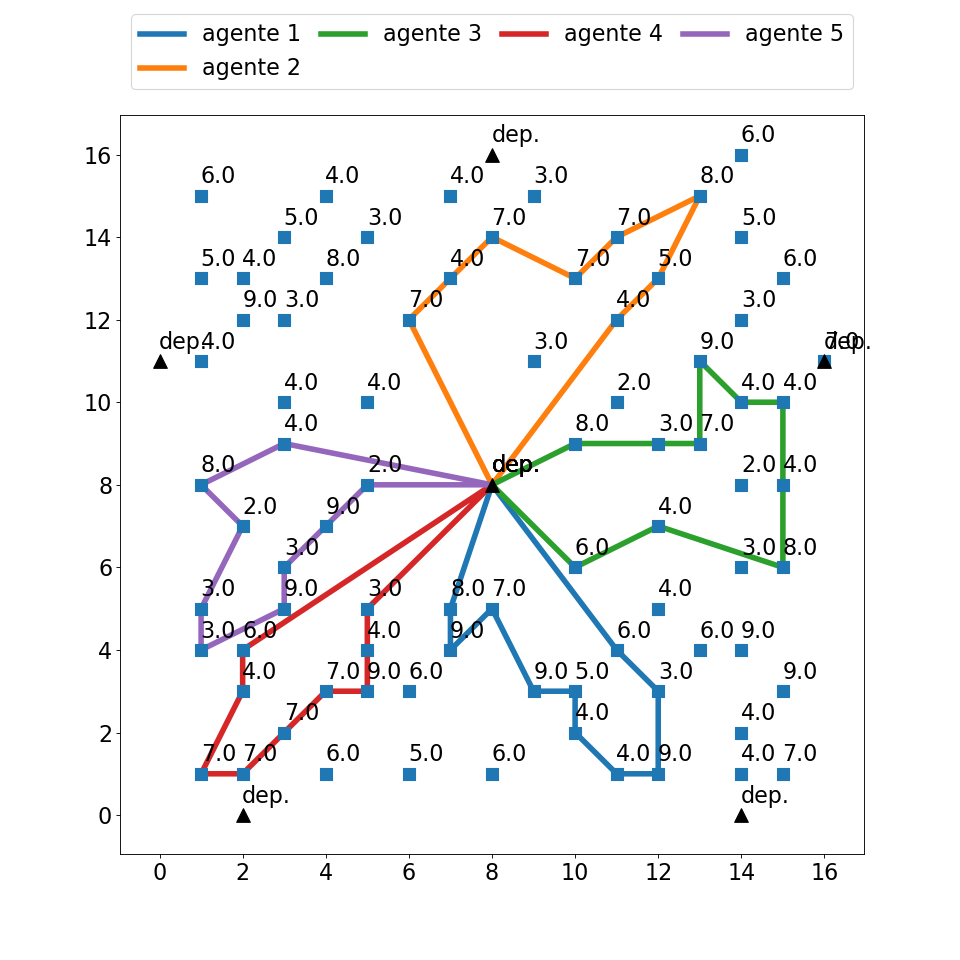 agente 1 agente 3 agente 4 agente 5
agente 2
dep. 6.0
16
6.0 4.0 4.0 3.0 8.0
5.0 3.0 7.0 7.0 5.0
14
5.0 4.0 8.0 4.0 7.0 5.0 6.0
9.0 3.0 7.0 4.0 3.0
12
dep. 4.0 3.0 9.0 7.0 dep.
4.0 4.0 2.0 4.0 4.0
10
4.0 8.0 3.0 7.0
8.0 2.0 dep. 2.0 4.0
8
2.0 9.0 4.0
3.0 6.0 3.0 8.0
6
3.0 9.0 3.0 8.0 7.0 4.0
3.0 6.0 4.0 9.0 6.0 6.0 9.0
4
4.0 7.0 9.0 6.0 9.0 5.0 3.0 9.0
7.0 4.0 4.0
2
7.0 7.0 6.0 5.0 6.0 4.0 9.0 4.0 7.0
dep. dep.
0
0 2 4 6 8 10 12 14 16